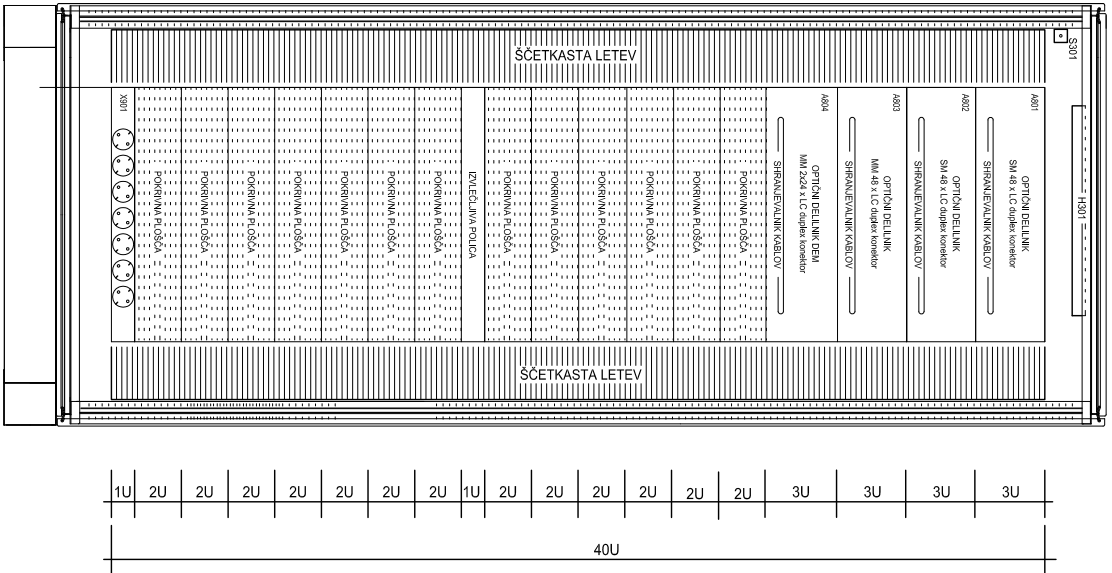 ŠČETKASTA LETEV
S301
H301
X901
POKRIVNA PLOŠČA
POKRIVNA PLOŠČA
POKRIVNA PLOŠČA
POKRIVNA PLOŠČA
POKRIVNA PLOŠČA
POKRIVNA PLOŠČA
POKRIVNA PLOŠČA
IZVLEČLJIVA POLICA
POKRIVNA PLOŠČA
POKRIVNA PLOŠČA
POKRIVNA PLOŠČA
POKRIVNA PLOŠČA
POKRIVNA PLOŠČA
POKRIVNA PLOŠČA
A804
OPTIČNI DELILNIK DEM
MM 2x24 x LC duplex konektor
SHRANJEVALNIK KABLOV
A803
OPTIČNI DELILNIK
MM 48 x LC duplex konektor
SHRANJEVALNIK KABLOV
A802
OPTIČNI DELILNIK
SM 48 x LC duplex konektor
SHRANJEVALNIK KABLOV
A801
OPTIČNI DELILNIK
SM 48 x LC duplex konektor
SHRANJEVALNIK KABLOV
ŠČETKASTA LETEV
1U 2U 2U 2U 2U 2U 2U 2U 1U 2U 2U 2U 2U 2U 2U 3U 3U 3U 3U
40U